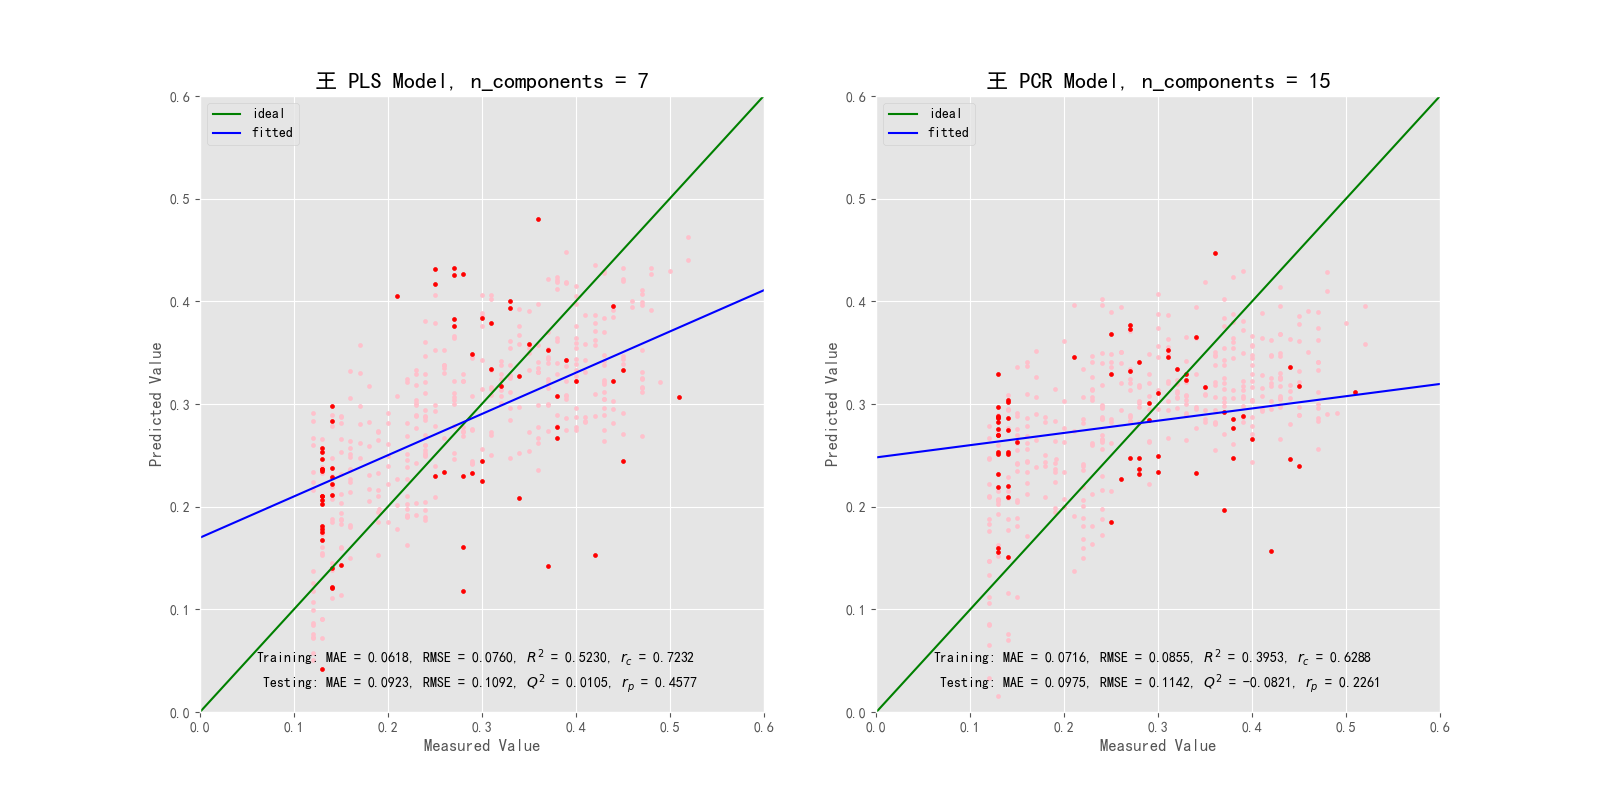 王 PLS Model, n_components = 7
ideal
fitted
0.6
0.5
0.4
0.3
0.2
0.1
0.0
Predicted Value
Training: MAE = 0.0618, RMSE = 0.0760, R² = 0.5230, r_c = 0.7232
Testing: MAE = 0.0923, RMSE = 0.1092, Q² = 0.0105, r_p = 0.4577
0.0 0.1 0.2 0.3 0.4 0.5 0.6
Measured Value
王 PCR Model, n_components = 15
ideal
fitted
0.6
0.5
0.4
0.3
0.2
0.1
0.0
Predicted Value
Training: MAE = 0.0716, RMSE = 0.0855, R² = 0.3953, r_c = 0.6288
Testing: MAE = 0.0975, RMSE = 0.1142, Q² = −0.0821, r_p = 0.2261
0.0 0.1 0.2 0.3 0.4 0.5 0.6
Measured Value